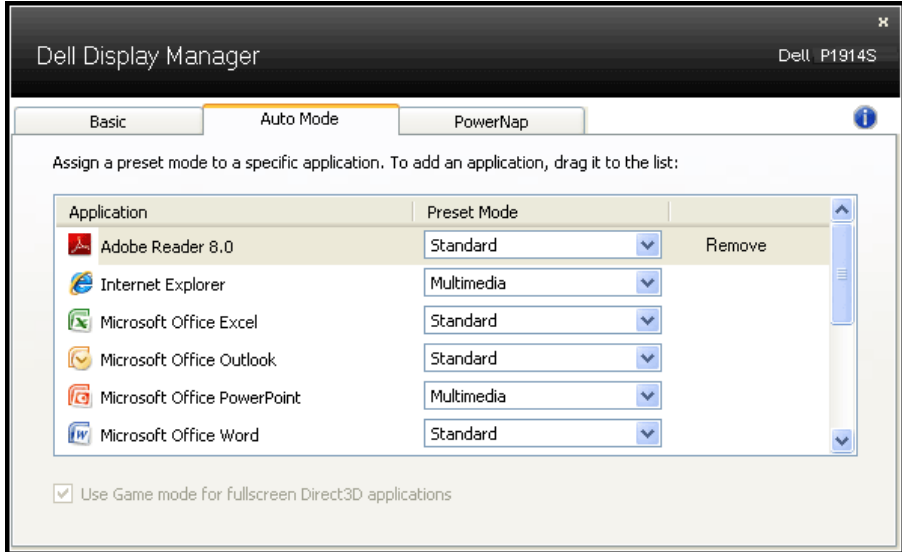 x
Dell Display Manager
Dell P1914S
Basic
Auto Mode
PowerNap
Assign a preset mode to a specific application. To add an application, drag it to the list:
Application Preset Mode
Adobe Reader 8.0 Standard Remove
Internet Explorer Multimedia
Microsoft Office Excel Standard
Microsoft Office Outlook Standard
Microsoft Office PowerPoint Multimedia
Microsoft Office Word Standard
Use Game mode for fullscreen Direct3D applications